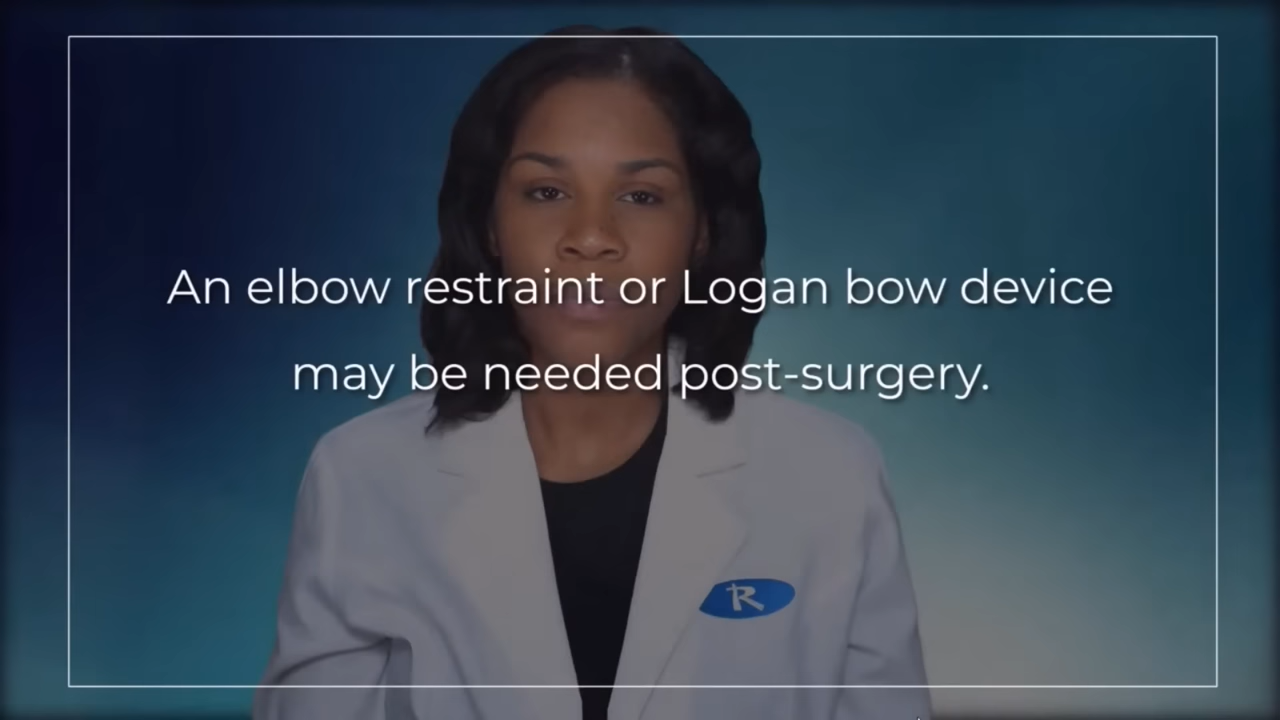 An elbow restraint or Logan bow device
may be needed post-surgery.
R